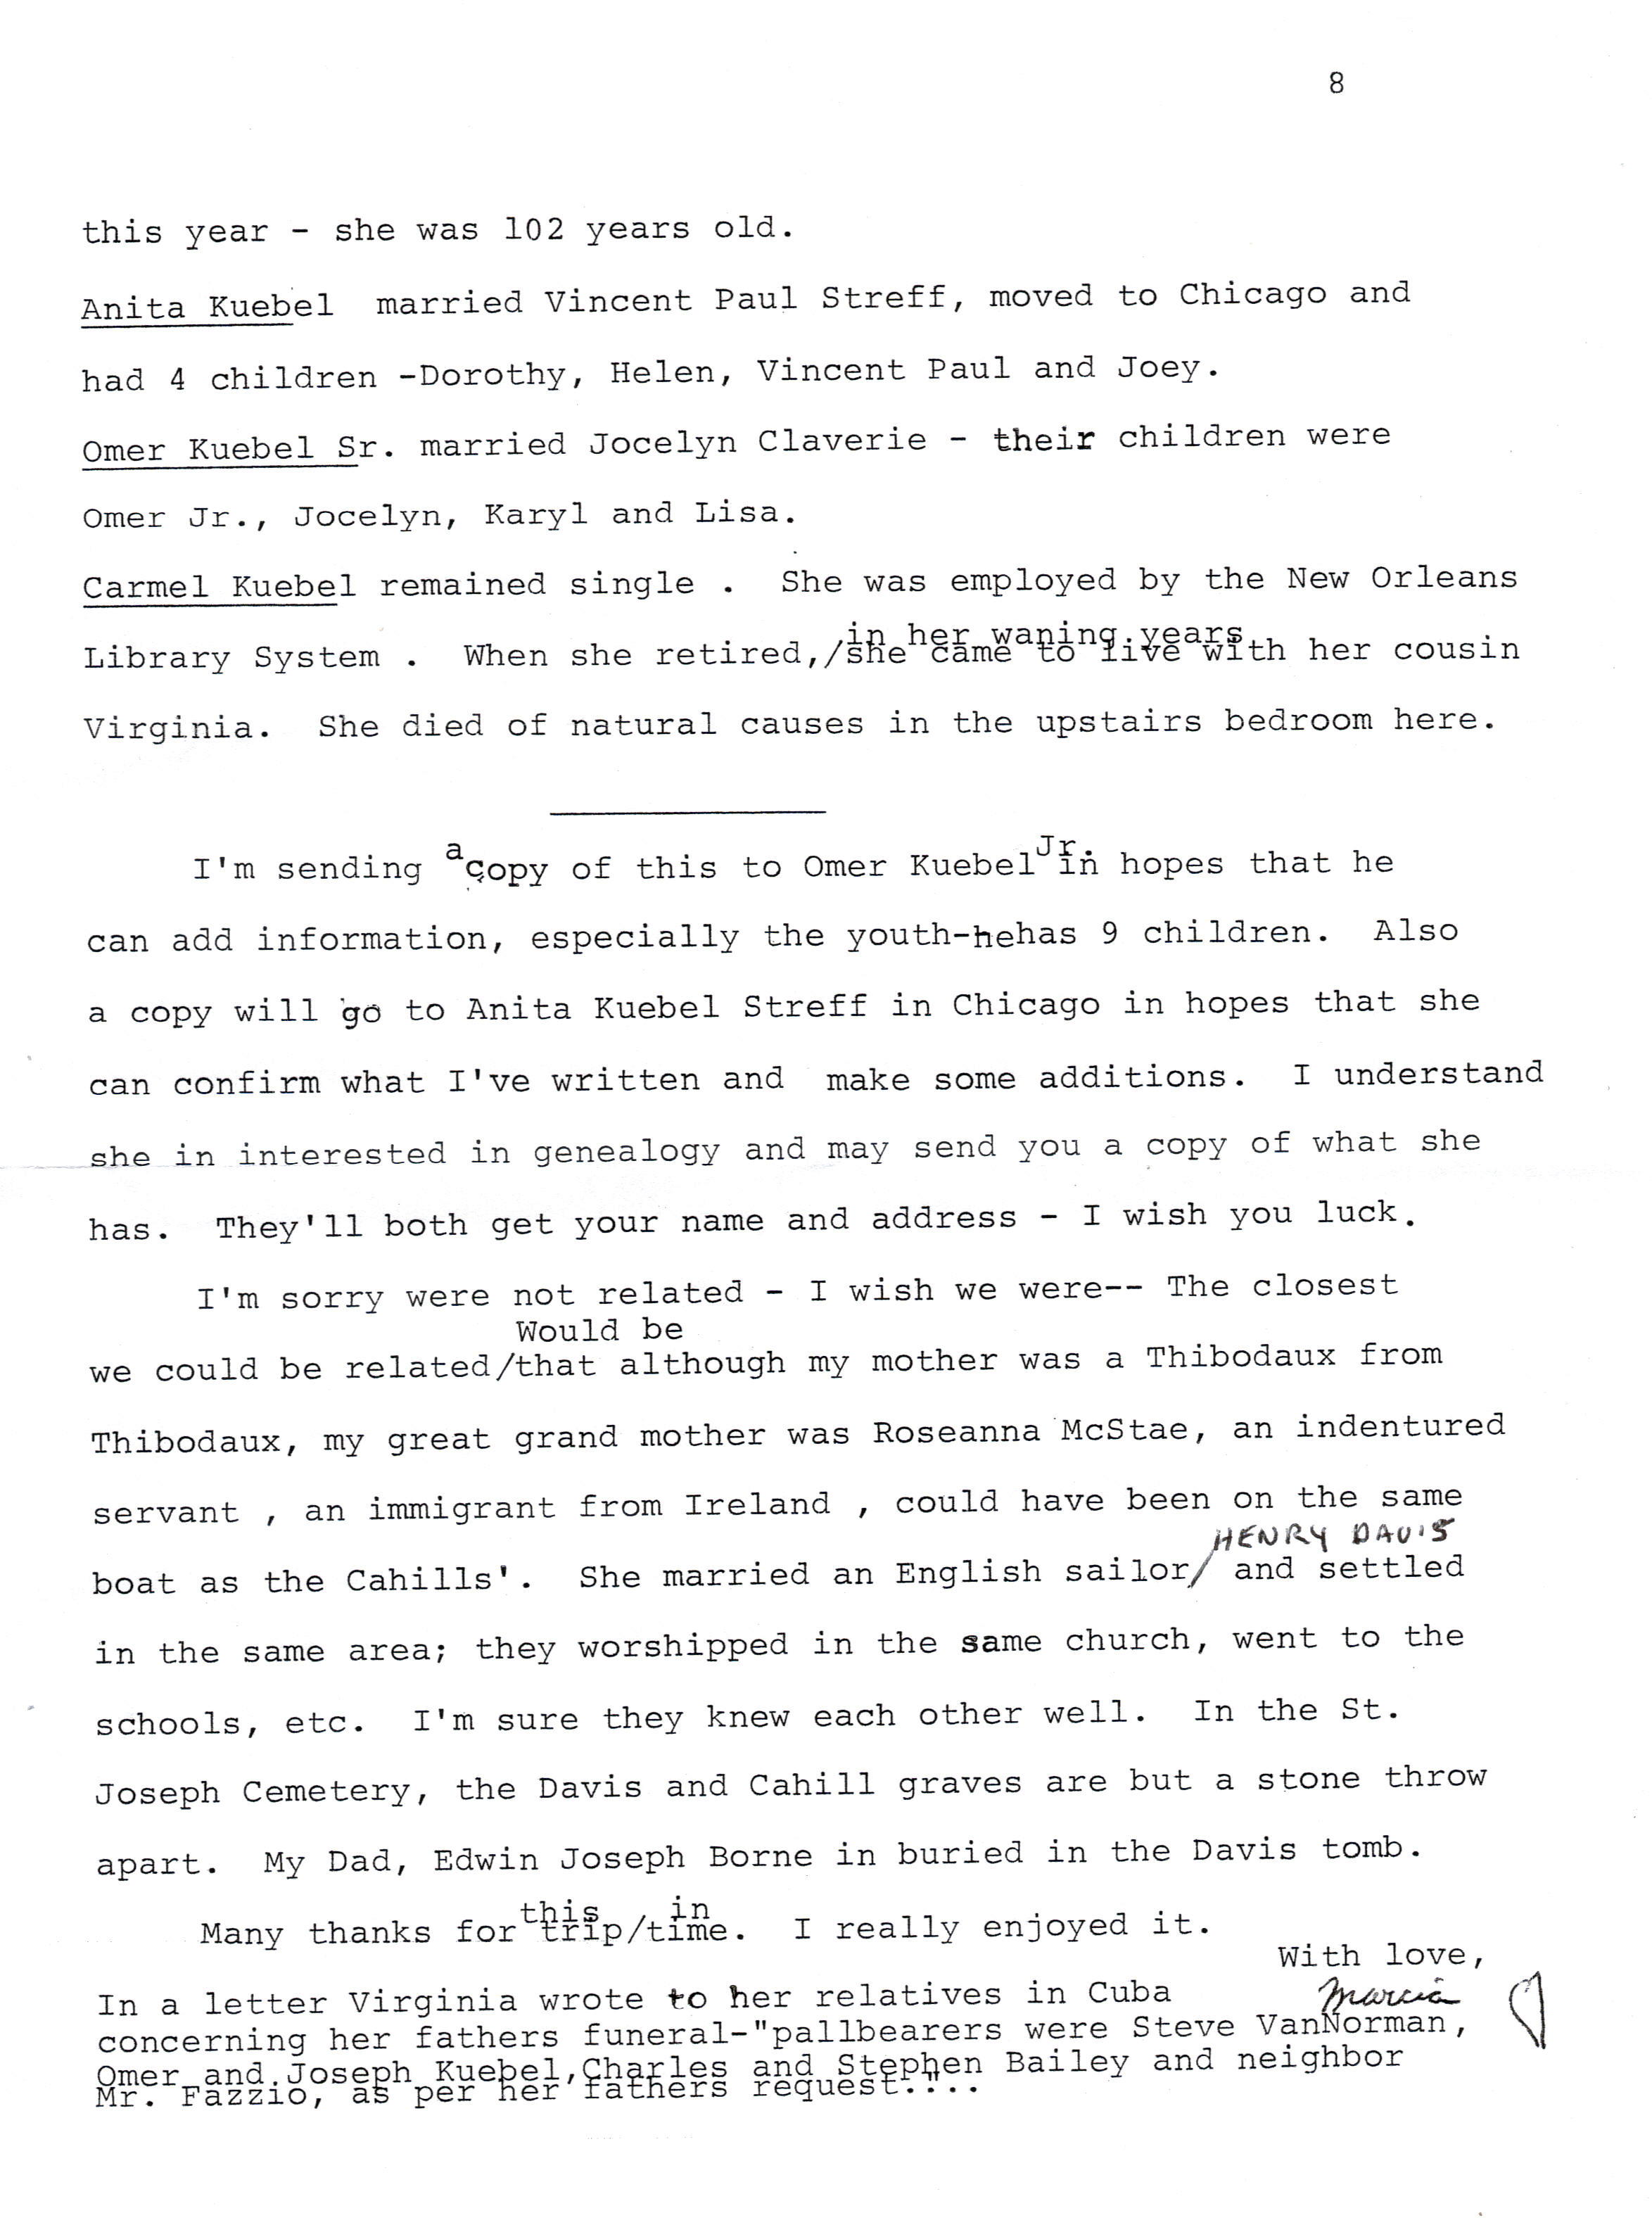 8
this year - she was 102 years old.
Anita Kuebel  married Vincent Paul Streff, moved to Chicago and
had 4 children -Dorothy, Helen, Vincent Paul and Joey.
Omer Kuebel Sr. married Jocelyn Claverie - their children were
Omer Jr., Jocelyn, Karyl and Lisa.
Carmel Kuebel remained single .  She was employed by the New Orleans
in her waning years
Library System .  When she retired,/she came to live with her cousin
Virginia.  She died of natural causes in the upstairs bedroom here.
a Jr.
I'm sending copy of this to Omer Kuebel in hopes that he
can add information, especially the youth-hehas 9 children.  Also
a copy will go to Anita Kuebel Streff in Chicago in hopes that she
can confirm what I've written and  make some additions.  I understand
she in interested in genealogy and may send you a copy of what she
has.  They'll both get your name and address - I wish you luck.
I'm sorry were not related - I wish we were-- The closest
Would be
we could be related/that although my mother was a Thibodaux from
Thibodaux, my great grand mother was Roseanna McStae, an indentured
servant , an immigrant from Ireland , could have been on the same
HENRY DAVIS
boat as the Cahills'.  She married an English sailor/ and settled
in the same area; they worshipped in the same church, went to the
schools, etc.  I'm sure they knew each other well.  In the St.
Joseph Cemetery, the Davis and Cahill graves are but a stone throw
apart.  My Dad, Edwin Joseph Borne in buried in the Davis tomb.
this in
Many thanks for trip/time.  I really enjoyed it.
With love,
Marcia
In a letter Virginia wrote to her relatives in Cuba
concerning her fathers funeral-"pallbearers were Steve VanNorman,
Omer and Joseph Kuebel,Charles and Stephen Bailey and neighbor
Mr. Fazzio, as per her fathers request."...